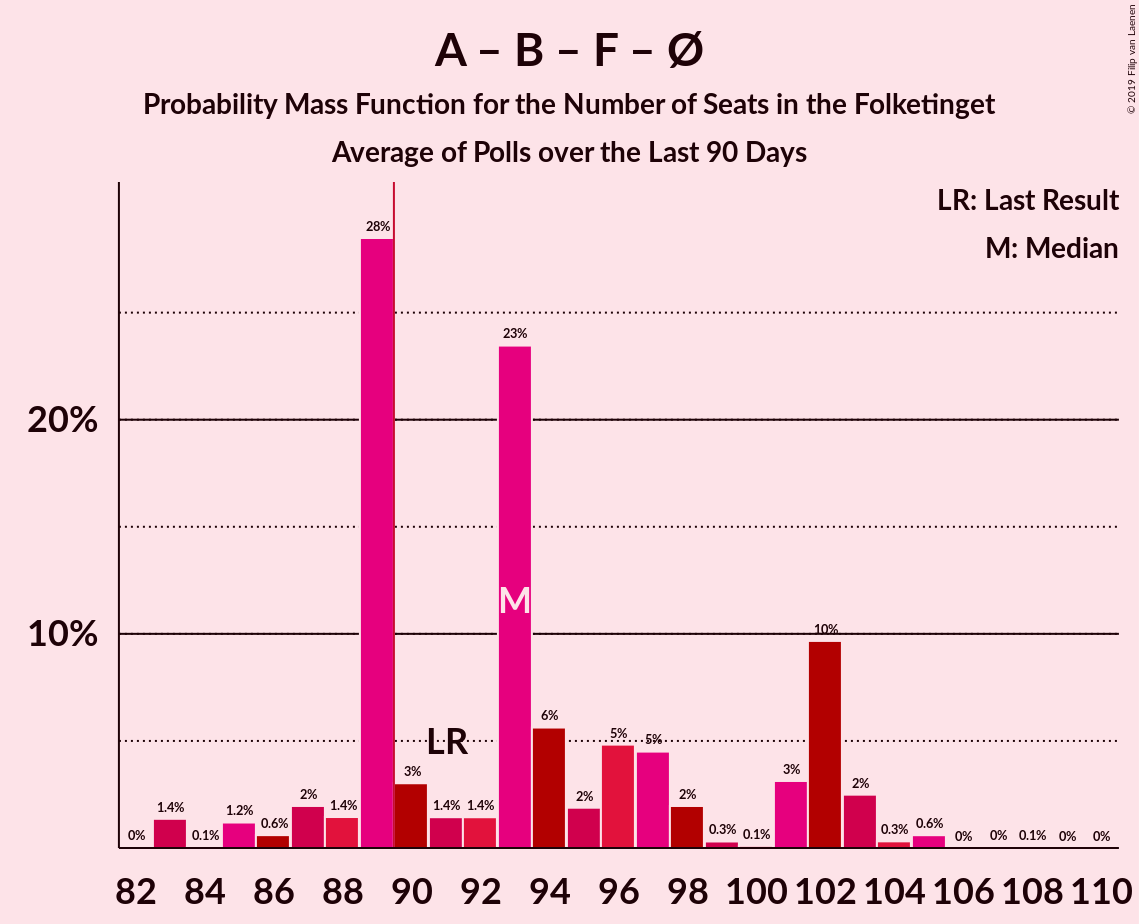 A – B – F – Ø
Probability Mass Function for the Number of Seats in the Folketinget
Average of Polls over the Last 90 Days
© 2019 Filip van Laenen
LR: Last Result
M: Median
20%
10%
0% 1.4% 0.1% 1.2% 0.6% 2% 1.4% 28% 3% 1.4% 1.4% 23% 6% 2% 5% 5% 2% 0.3% 0.1% 3% 10% 2% 0.3% 0.6% 0% 0% 0.1% 0% 0%
M
LR
82 84 86 88 90 92 94 96 98 100 102 104 106 108 110